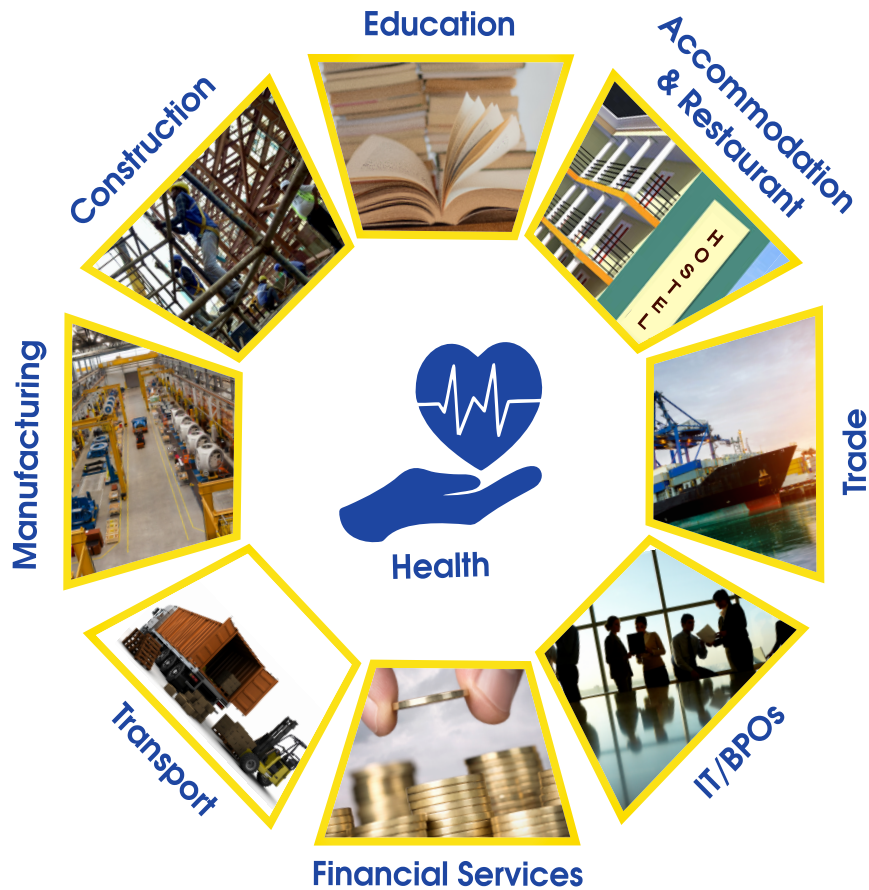 Education
Accommodation
& Restaurant
Construction
HOSTEL
Manufacturing
Trade
Health
Transport
IT/BPOs
Financial Services